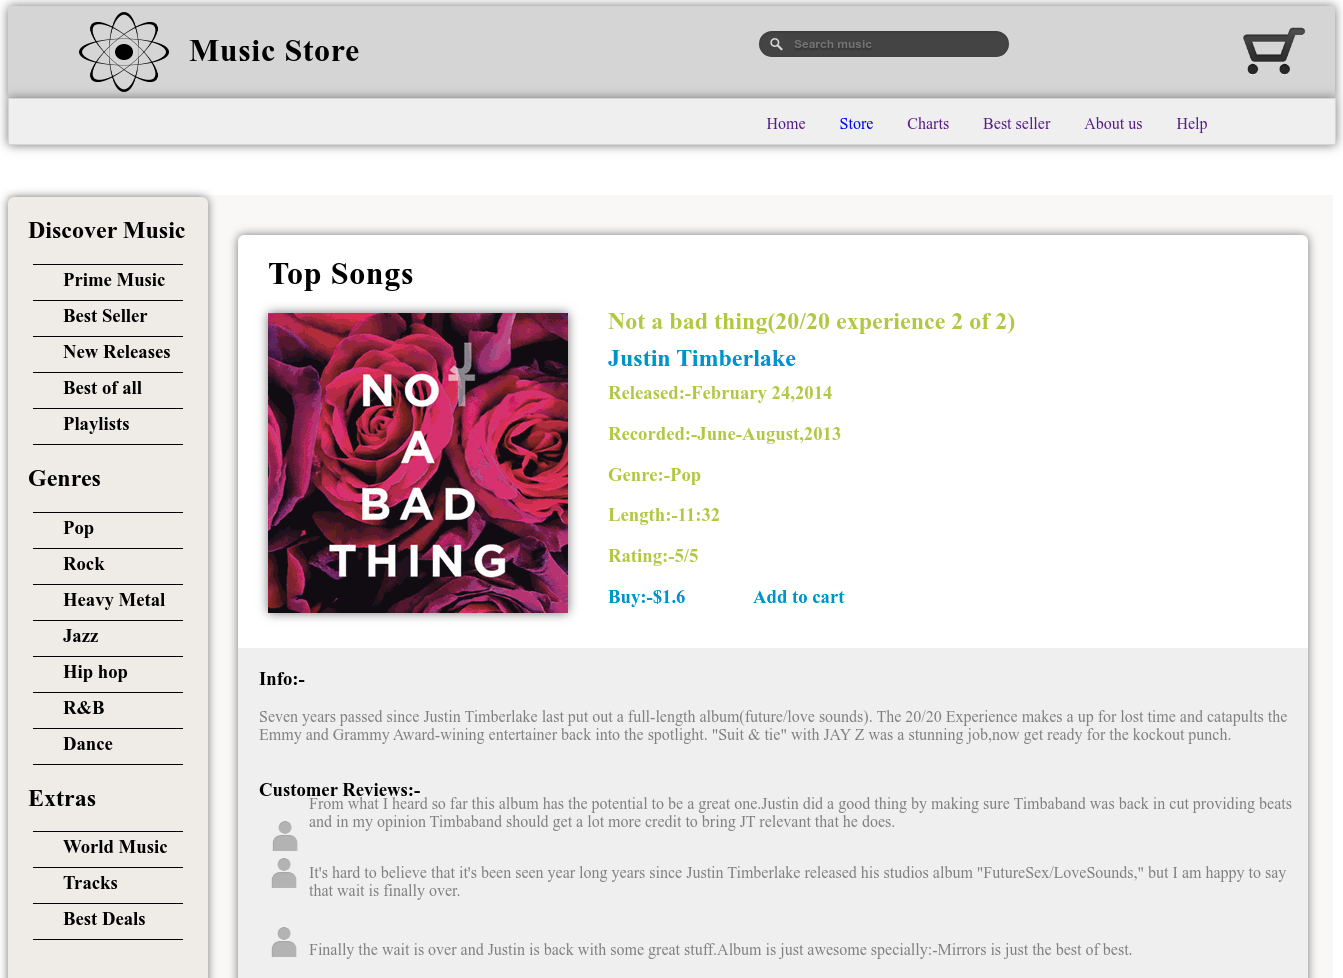 Music Store
Search music
Home Store Charts Best seller About us Help
Discover Music
Prime Music
Best Seller
New Releases
Best of all
Playlists
Genres
Pop
Rock
Heavy Metal
Jazz
Hip hop
R&B
Dance
Extras
World Music
Tracks
Best Deals
Top Songs
NO
A
BAD
THING
Not a bad thing(20/20 experience 2 of 2)
Justin Timberlake
Released:-February 24,2014
Recorded:-June-August,2013
Genre:-Pop
Length:-11:32
Rating:-5/5
Buy:-$1.6 Add to cart
Info:-
Seven years passed since Justin Timberlake last put out a full-length album(future/love sounds). The 20/20 Experience makes a up for lost time and catapults the
Emmy and Grammy Award-wining entertainer back into the spotlight. "Suit & tie" with JAY Z was a stunning job,now get ready for the kockout punch.
Customer Reviews:-
From what I heard so far this album has the potential to be a great one.Justin did a good thing by making sure Timbaband was back in cut providing beats
and in my opinion Timbaband should get a lot more credit to bring JT relevant that he does.
It's hard to believe that it's been seen year long years since Justin Timberlake released his studios album "FutureSex/LoveSounds," but I am happy to say
that wait is finally over.
Finally the wait is over and Justin is back with some great stuff.Album is just awesome specially:-Mirrors is just the best of best.